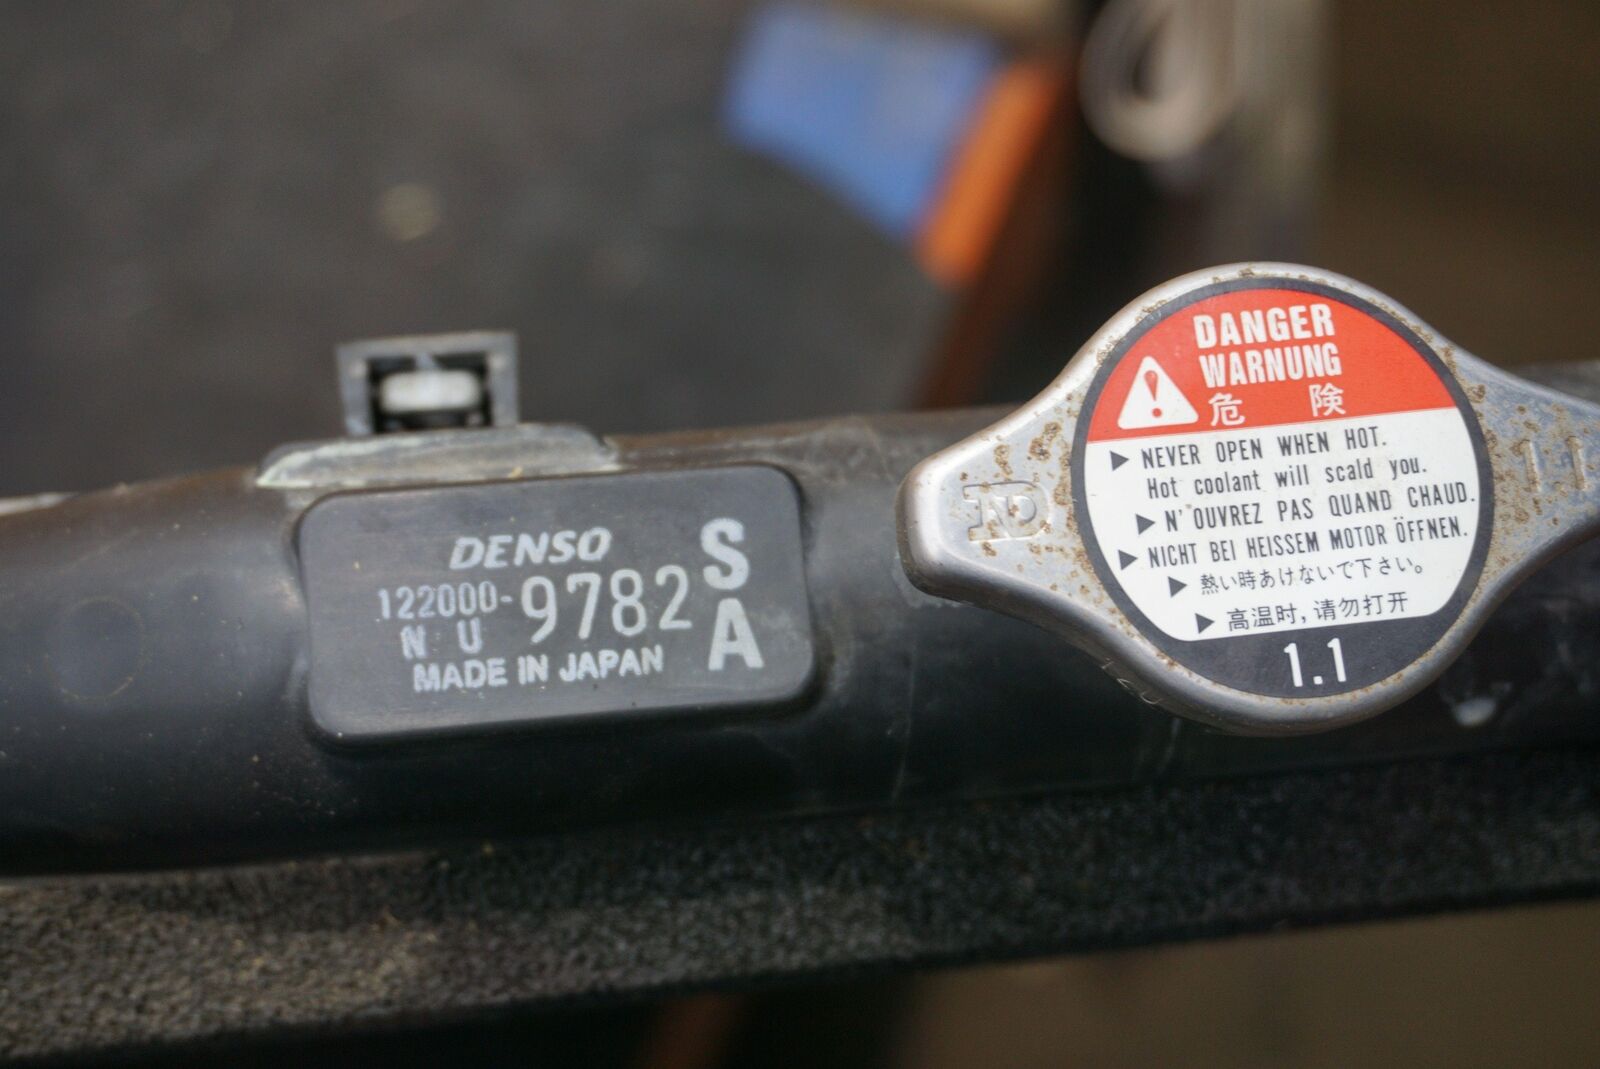 DENSO
122000-9782
N U
MADE IN JAPAN
S
A
ND
DANGER
WARNUNG
危 険
▶ NEVER OPEN WHEN HOT.
Hot coolant will scald you.
▶ N'OUVREZ PAS QUAND CHAUD.
▶ NICHT BEI HEISSEM MOTOR ÖFFNEN.
▶ 熱い時あけないで下さい。
▶ 高温时,请勿打开
1.1